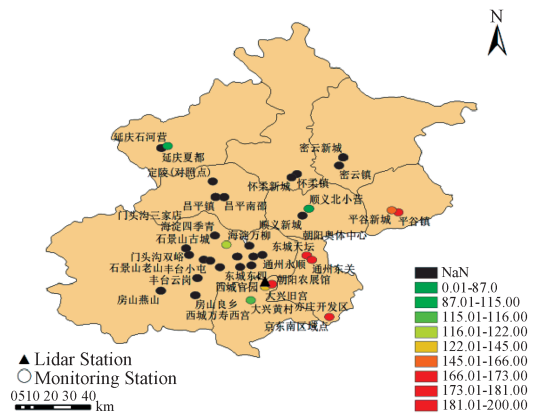 N
延庆石河营
延庆夏都
定陵(对照点)
密云新城
密云镇
怀柔镇
怀柔新城
昌平镇
昌平南邵
顺义北小营
顺义新城
平谷新城
平谷镇
门头沟三家店
海淀四季青
石景山古城
海淀万柳
朝阳奥体中心
门头沟双峪
东城天坛
通州永顺
通州东关
石景山老山
丰台小屯
丰台云岗
东城东四
朝阳农展馆
西城官园
大兴旧宫
房山燕山
房山良乡
大兴黄村
亦庄开发区
西城万寿西宫
京东南区域点
NaN
0.01-87.0
87.01-115.00
115.01-116.00
116.01-122.00
122.01-145.00
145.01-166.00
166.01-173.00
173.01-181.00
181.01-200.00
Lidar Station
Monitoring Station
0510 20 30 40
km